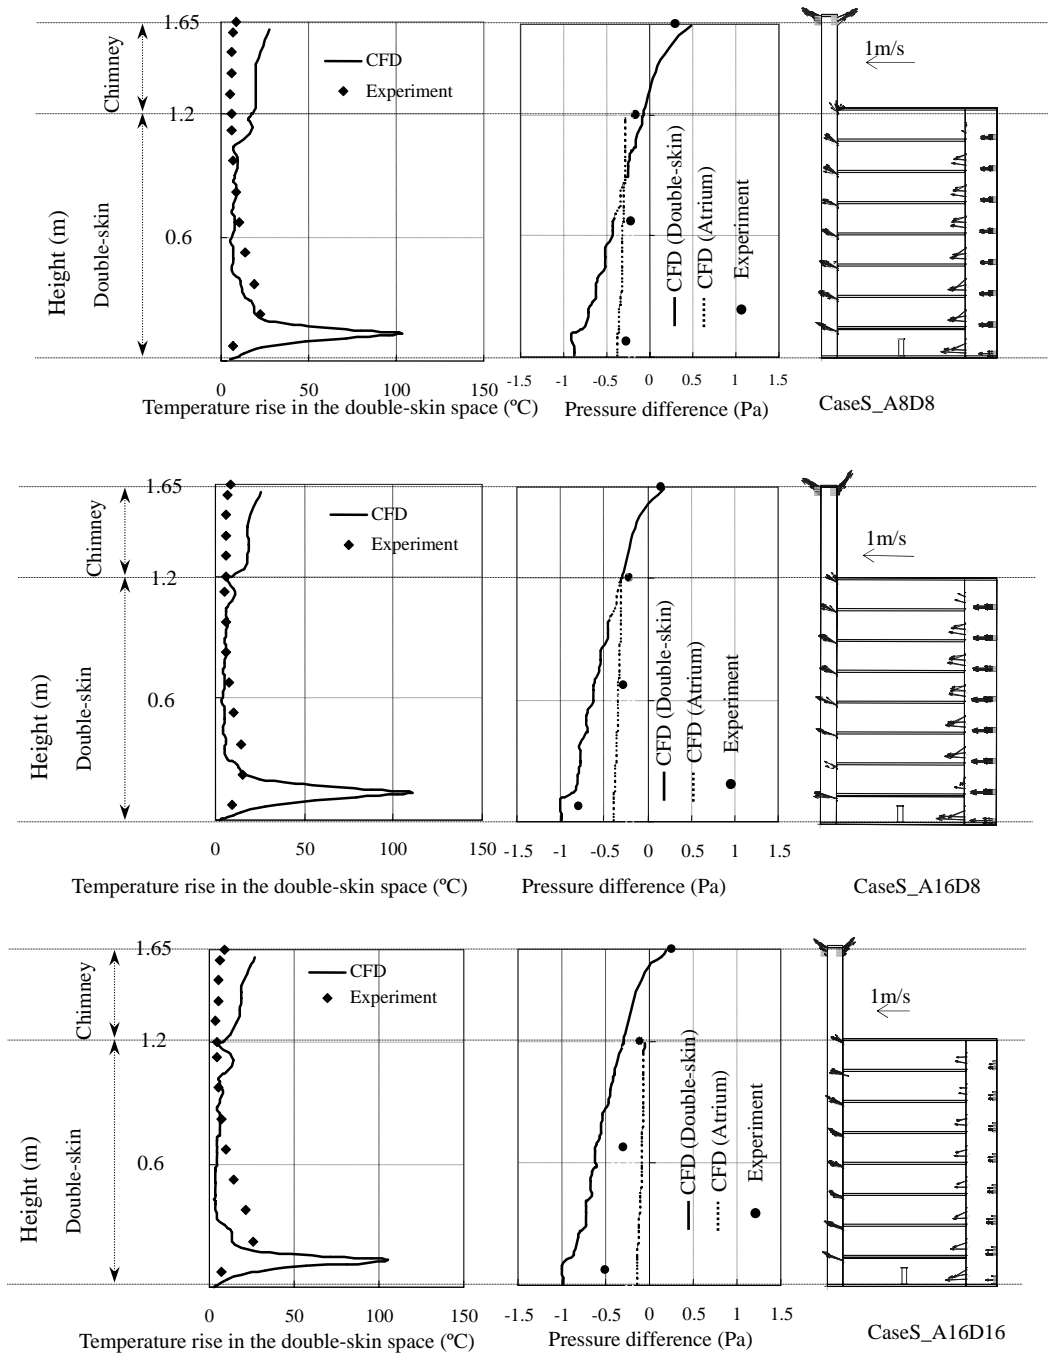 1.65
1.2
0.6
Height (m)
Chimney
Double-skin
CFD
Experiment
0 50 100 150
Temperature rise in the double-skin space (ºC)
CFD (Double-skin)
CFD (Atrium)
Experiment
-1.5 -1 -0.5 0 0.5 1 1.5
Pressure difference (Pa)
1m/s
CaseS_A8D8
1.65
1.2
0.6
Height (m)
Chimney
Double-skin
CFD
Experiment
0 50 100 150
Temperature rise in the double-skin space (ºC)
CFD (Double-skin)
CFD (Atrium)
Experiment
-1.5 -1 -0.5 0 0.5 1 1.5
Pressure difference (Pa)
1m/s
CaseS_A16D8
1.65
1.2
0.6
Height (m)
Chimney
Double-skin
CFD
Experiment
0 50 100 150
Temperature rise in the double-skin space (ºC)
CFD (Double-skin)
CFD (Atrium)
Experiment
-1.5 -1 -0.5 0 0.5 1 1.5
Pressure difference (Pa)
1m/s
CaseS_A16D16